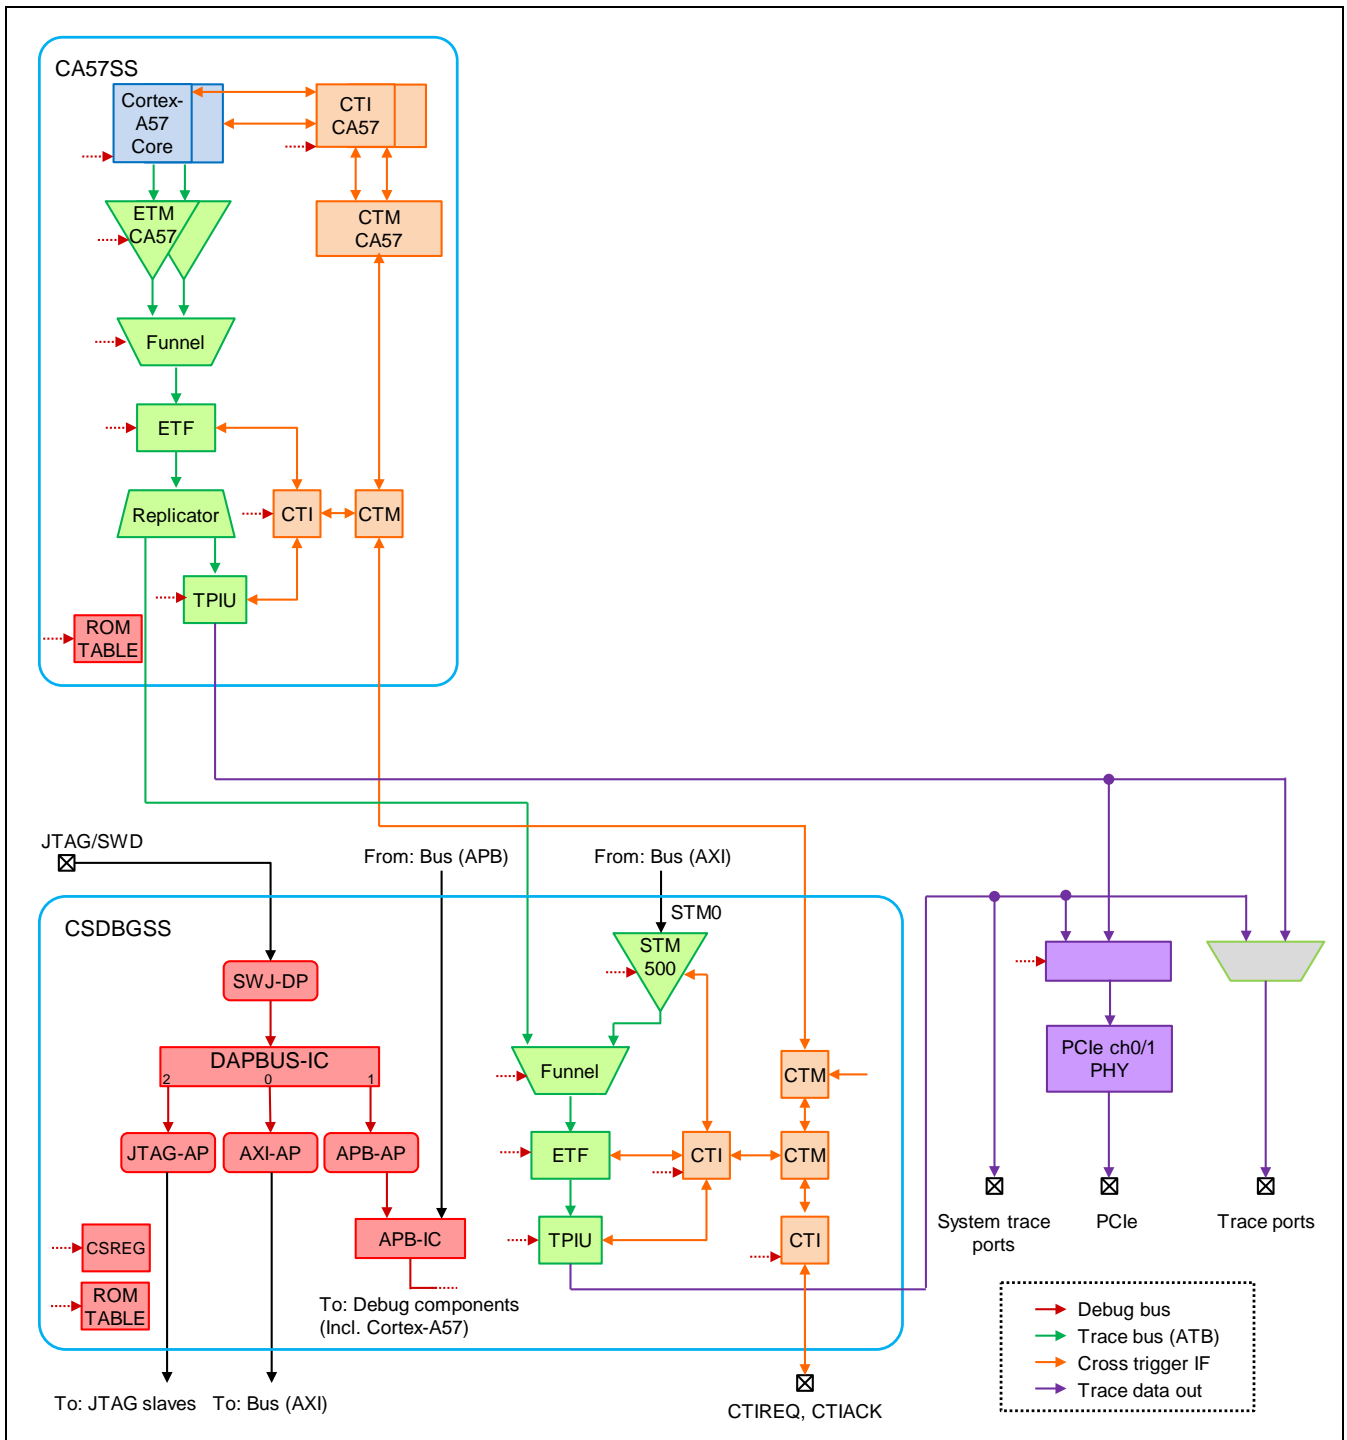 CA57SS
Cortex-
A57
Core
CTI
CA57
ETM
CA57
CTM
CA57
Funnel
ETF
Replicator
CTI
CTM
TPIU
ROM
TABLE
JTAG/SWD
From: Bus (APB)
From: Bus (AXI)
CSDBGSS
STM0
STM
500
SWJ-DP
DAPBUS-IC
2
0
1
JTAG-AP
AXI-AP
APB-AP
APB-IC
CSREG
ROM
TABLE
To: Debug components
(Incl. Cortex-A57)
Funnel
ETF
TPIU
CTI
CTM
CTM
CTI
PCIe ch0/1
PHY
System trace
ports
PCIe
Trace ports
To: JTAG slaves
To: Bus (AXI)
CTIREQ, CTIACK
Debug bus
Trace bus (ATB)
Cross trigger IF
Trace data out